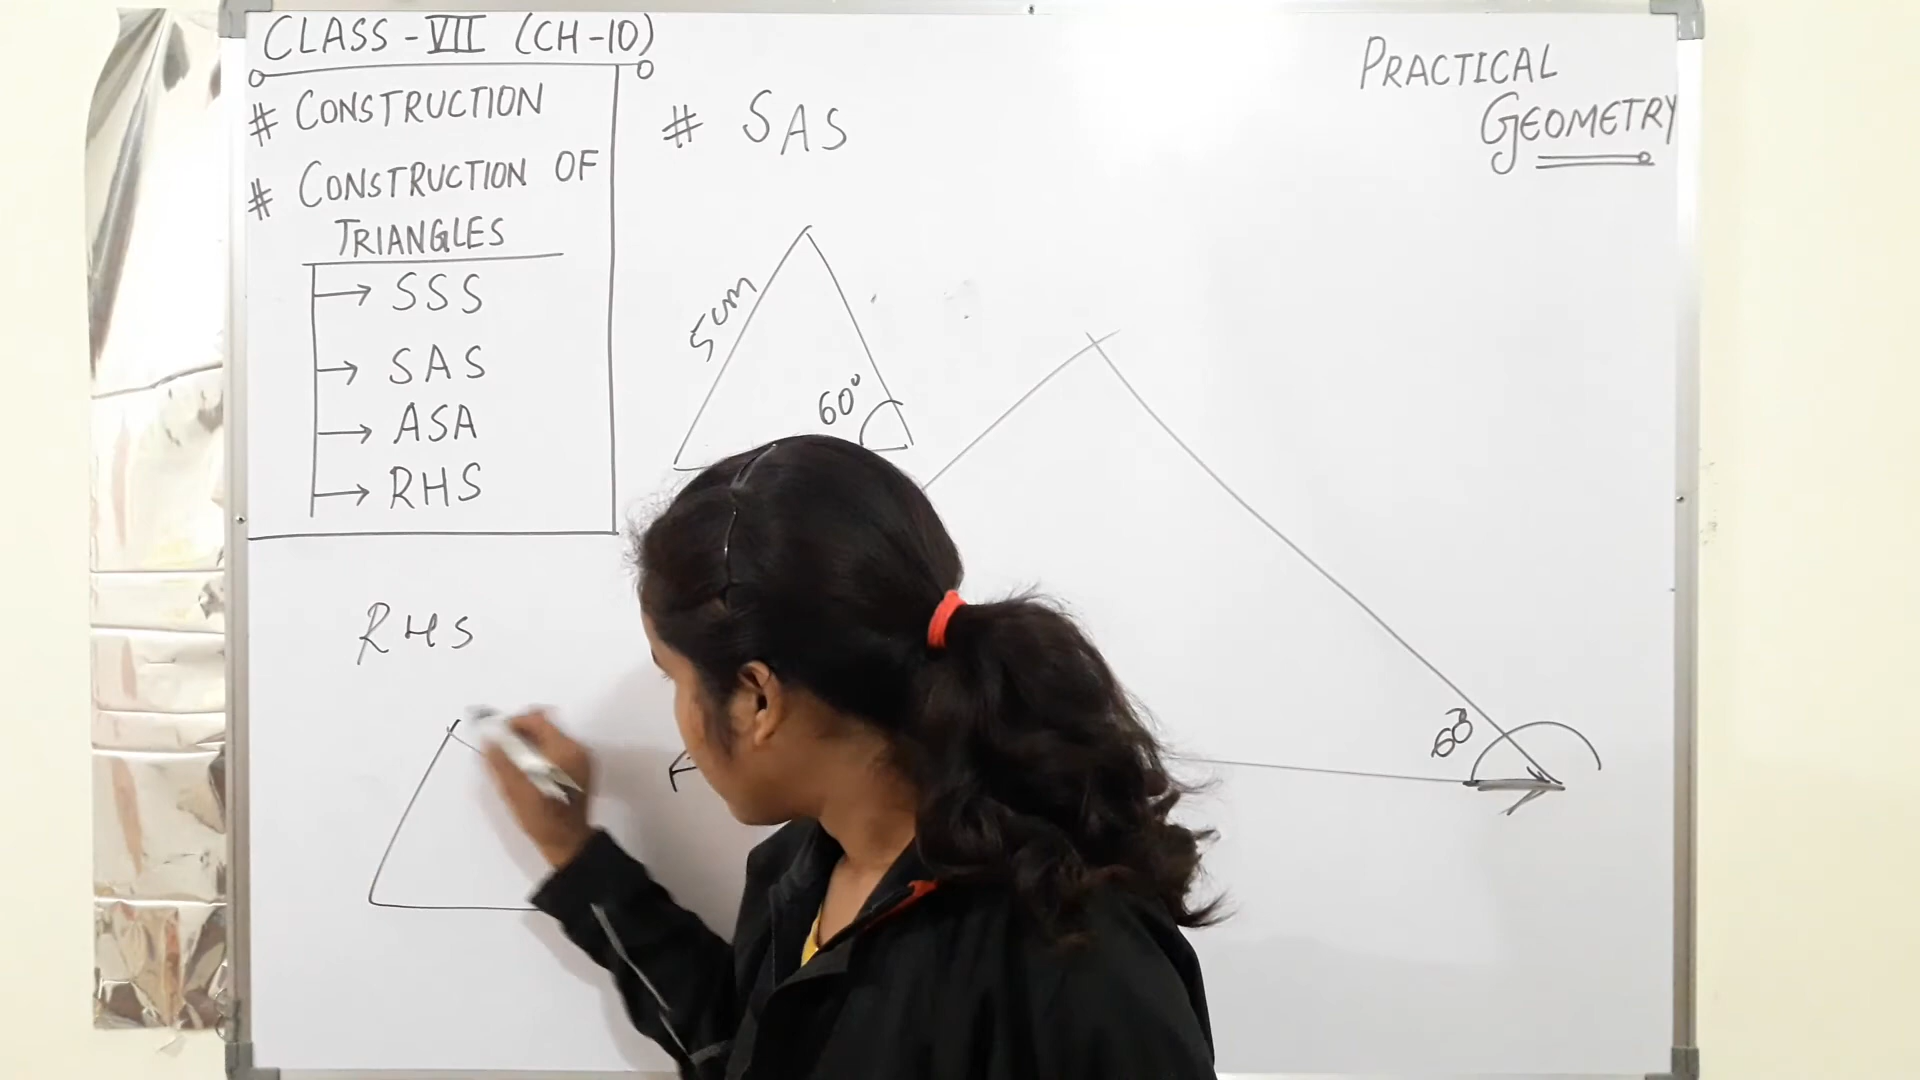 CLASS - VII (CH-10)
# CONSTRUCTION
# CONSTRUCTION OF
TRIANGLES
→ SSS
→ SAS
→ ASA
→ RHS
# SAS
PRACTICAL
GEOMETRY
5cm
60°
RHS
60°